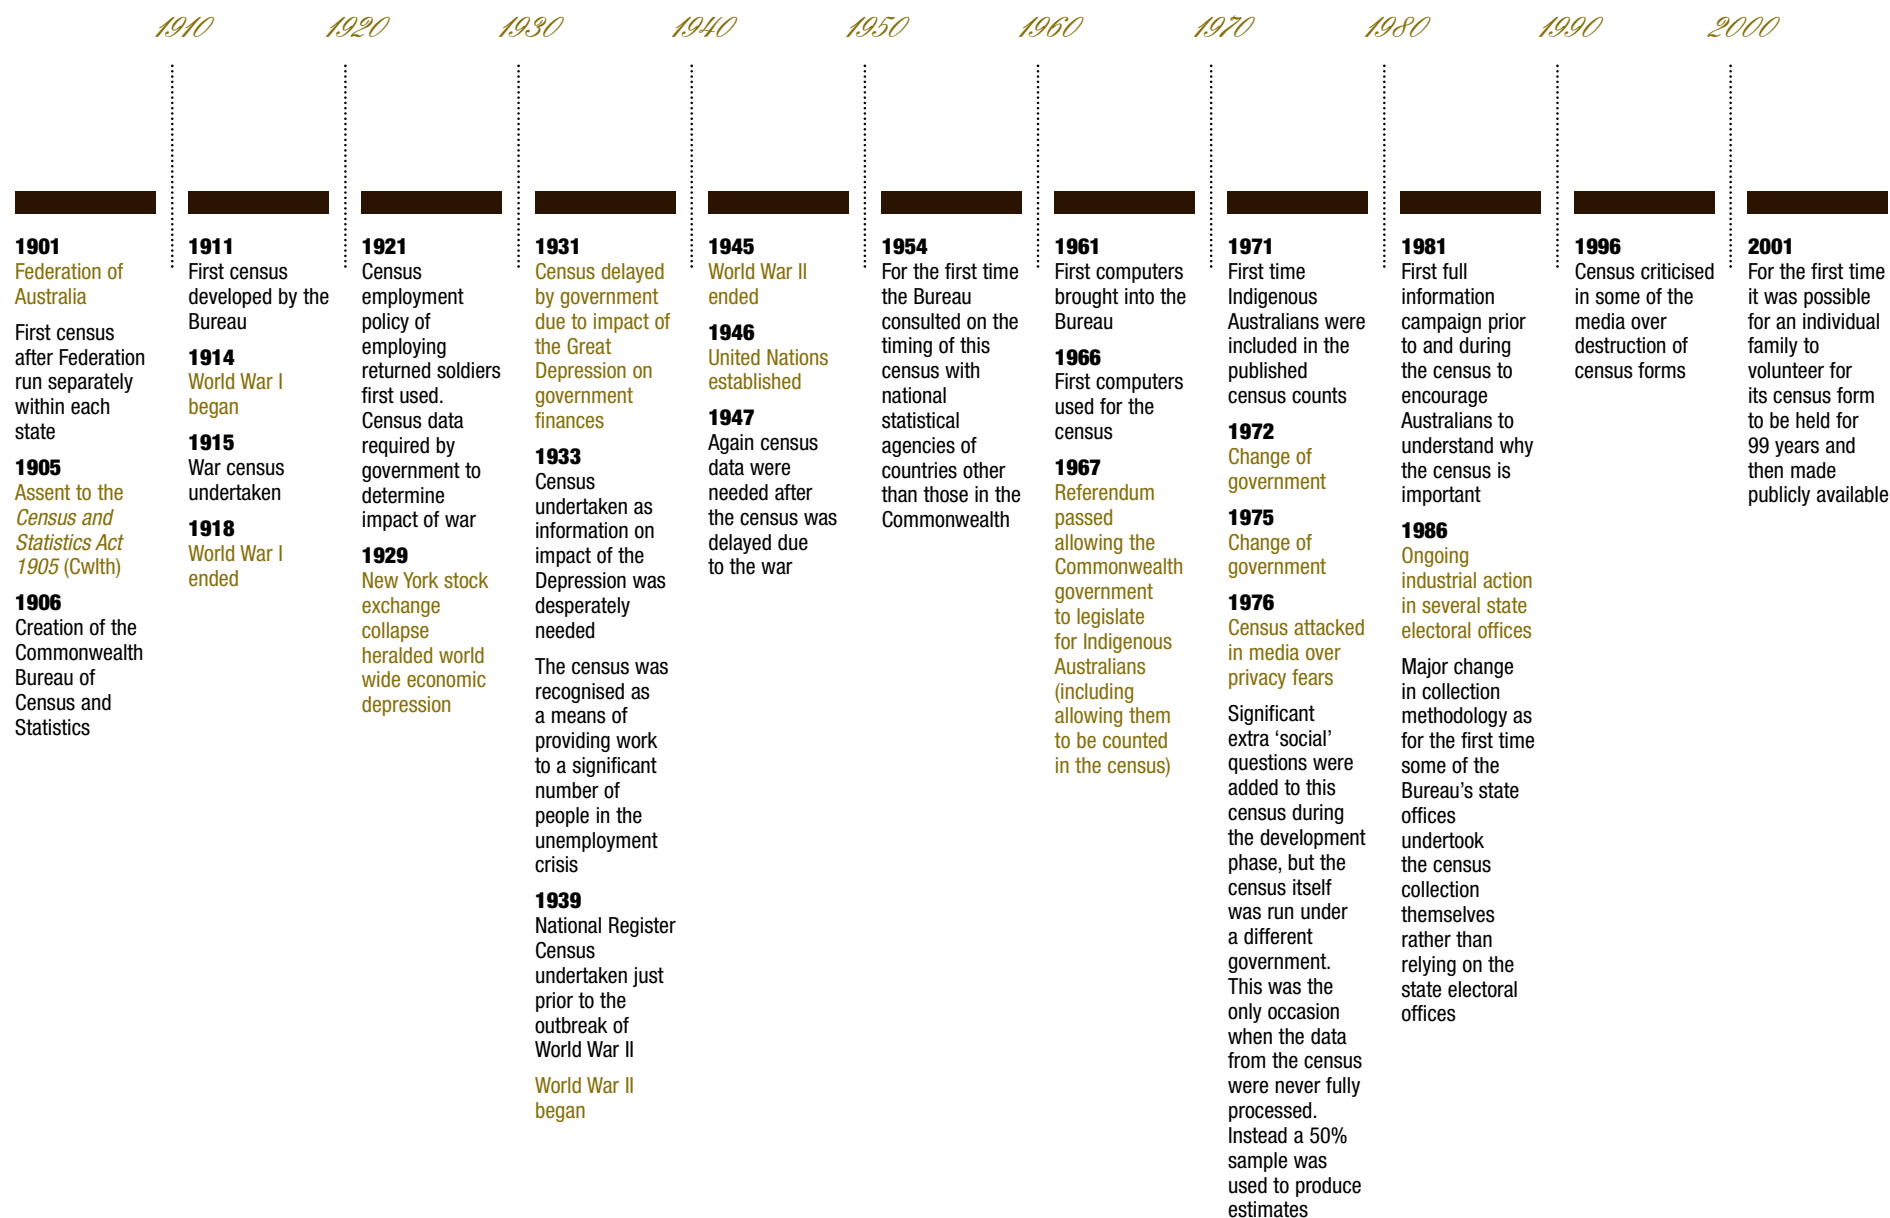 1910
1920
1930
1940
1950
1960
1970
1980
1990
2000
1901
Federation of
Australia
First census
after Federation
run separately
within each
state
1905
Assent to the
Census and
Statistics Act
1905 (Cwlth)
1906
Creation of the
Commonwealth
Bureau of
Census and
Statistics
1911
First census
developed by the
Bureau
1914
World War I
began
1915
War census
undertaken
1918
World War I
ended
1921
Census
employment
policy of
employing
returned soldiers
first used.
Census data
required by
government to
determine
impact of war
1929
New York stock
exchange
collapse
heralded world
wide economic
depression
1931
Census delayed
by government
due to impact of
the Great
Depression on
government
finances
1933
Census
undertaken as
information on
impact of the
Depression was
desperately
needed
The census was
recognised as
a means of
providing work
to a significant
number of
people in the
unemployment
crisis
1939
National Register
Census
undertaken just
prior to the
outbreak of
World War II
World War II
began
1945
World War II
ended
1946
United Nations
established
1947
Again census
data were
needed after
the census was
delayed due
to the war
1954
For the first time
the Bureau
consulted on the
timing of this
census with
national
statistical
agencies of
countries other
than those in the
Commonwealth
1961
First computers
brought into the
Bureau
1966
First computers
used for the
census
1967
Referendum
passed
allowing the
Commonwealth
government
to legislate
for Indigenous
Australians
(including
allowing them
to be counted
in the census)
1971
First time
Indigenous
Australians were
included in the
published
census counts
1972
Change of
government
1975
Change of
government
1976
Census attacked
in media over
privacy fears
Significant
extra ‘social’
questions were
added to this
census during
the development
phase, but the
census itself
was run under
a different
government.
This was the
only occasion
when the data
from the census
were never fully
processed.
Instead a 50%
sample was
used to produce
estimates
1981
First full
information
campaign prior
to and during
the census to
encourage
Australians to
understand why
the census is
important
1986
Ongoing
industrial action
in several state
electoral offices
Major change
in collection
methodology as
for the first time
some of the
Bureau’s state
offices
undertook
the census
collection
themselves
rather than
relying on the
state electoral
offices
1996
Census criticised
in some of the
media over
destruction of
census forms
2001
For the first time
it was possible
for an individual
family to
volunteer for
its census form
to be held for
99 years and
then made
publicly available